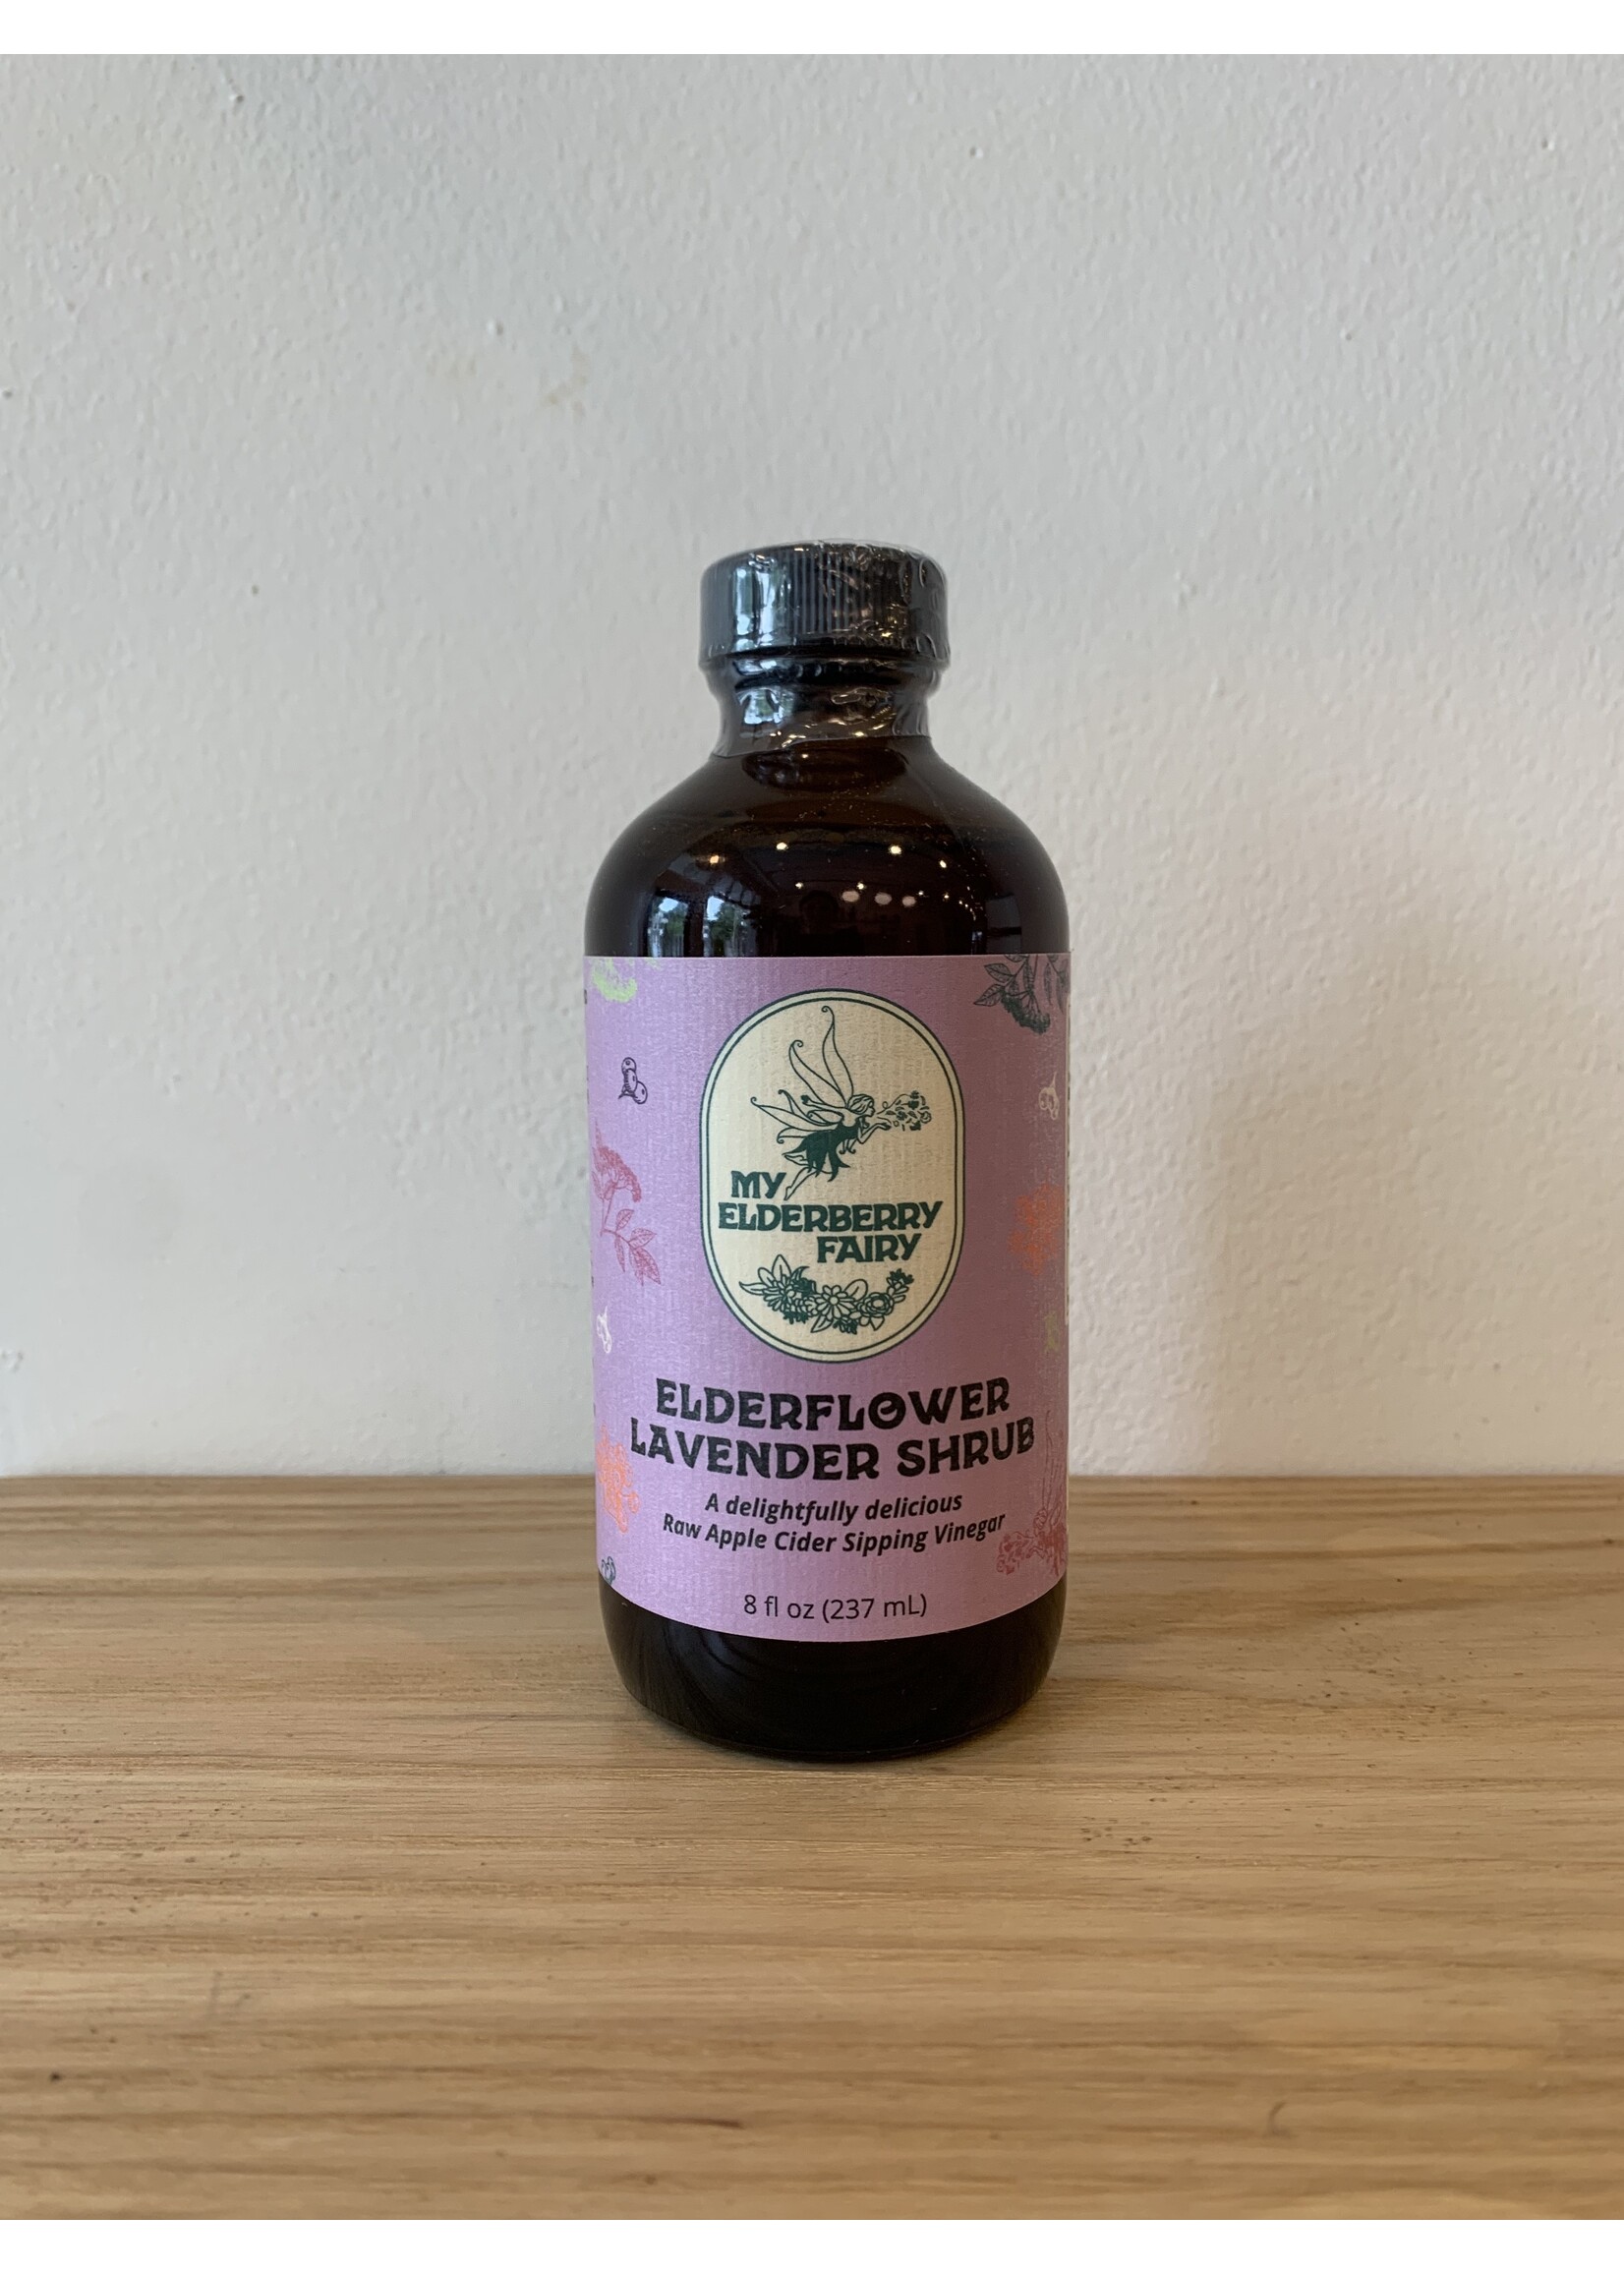 MY
ELDERBERRY
FAIRY
ELDERFLOWER
LAVENDER SHRUB
A delightfully delicious
Raw Apple Cider Sipping Vinegar
8 fl oz (237 mL)